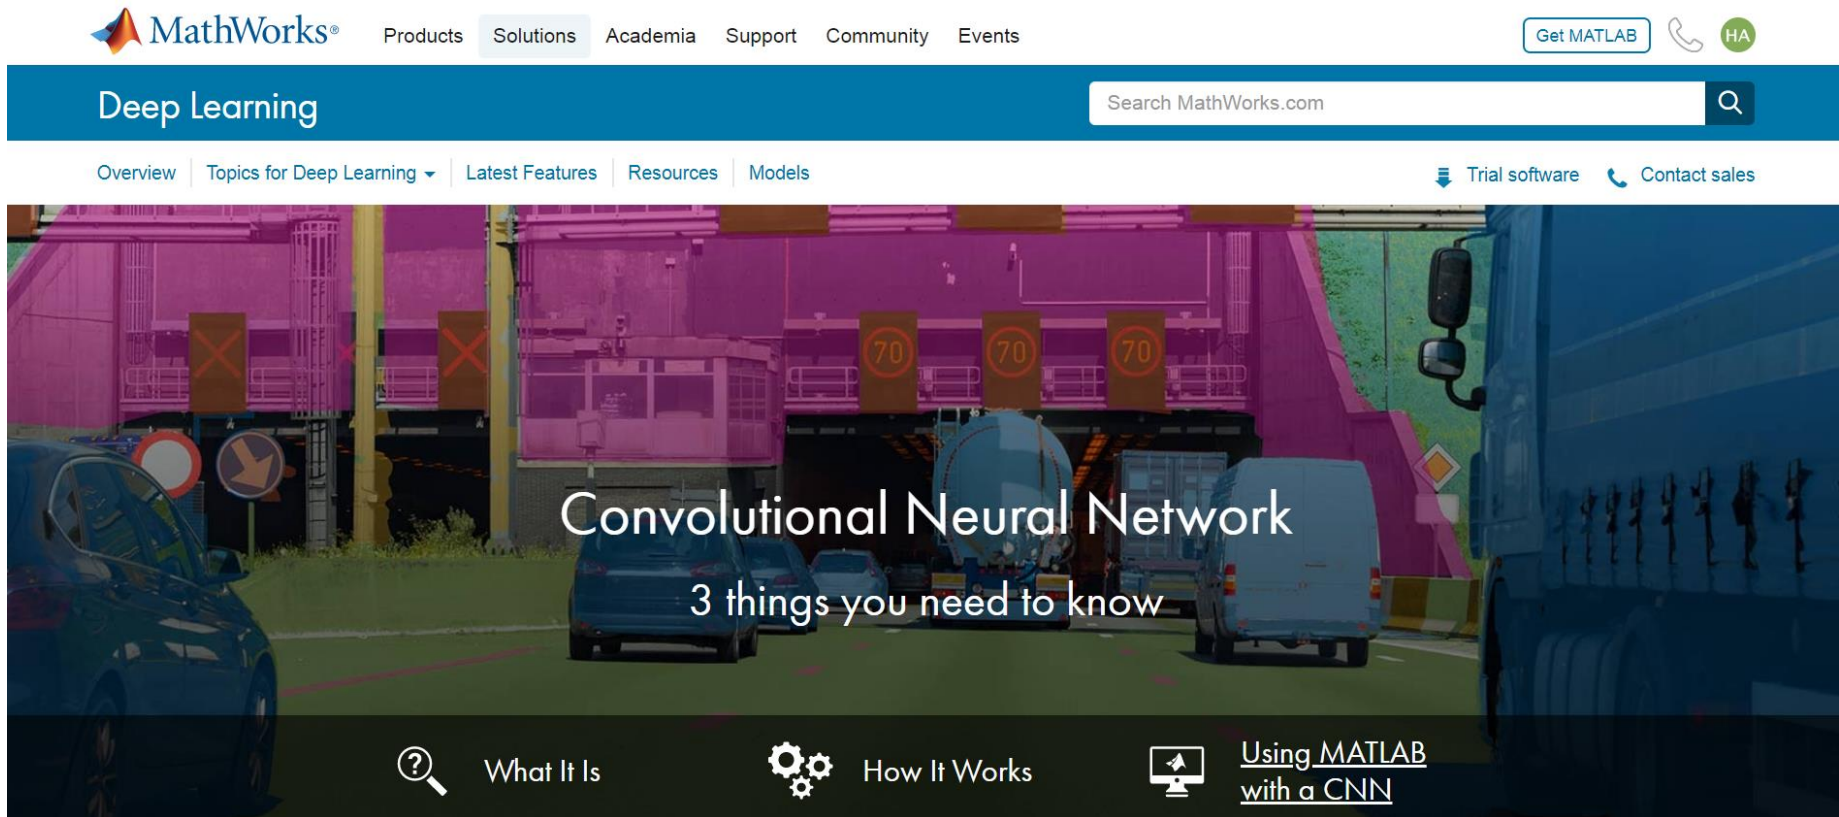 MathWorks®
Products Solutions Academia Support Community Events
Get MATLAB
HA
Deep Learning
Search MathWorks.com
Overview Topics for Deep Learning Latest Features Resources Models
Trial software Contact sales
70 70 70
Convolutional Neural Network
3 things you need to know
What It Is
How It Works
Using MATLAB
with a CNN